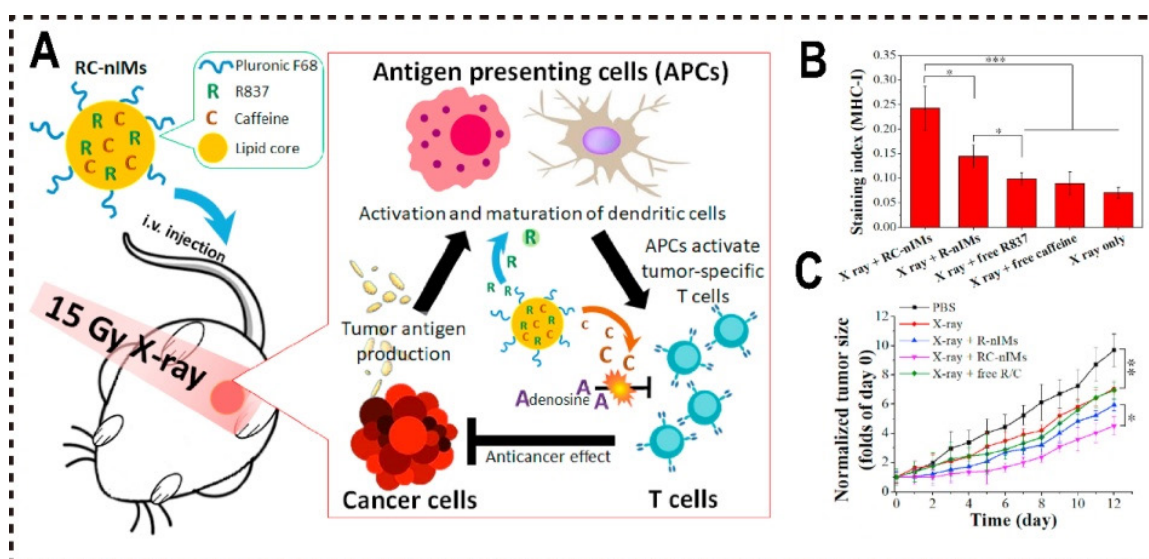 A
RC-nIMs
Pluronic F68
R R837
C Caffeine
Lipid core
R C
R C R
C R C
R
i.v. injection
15 Gy X-ray
Antigen presenting cells (APCs)
Activation and maturation of dendritic cells
R
R
R R
APCs activate
tumor-specific
T cells
Tumor antigen
production
R C
R C R
C R
C
C
C
C
Adenosine
A
A
Anticancer effect
Cancer cells
T cells
B
Staining index (MHC-I)
0.35
0.30
0.25
0.20
0.15
0.10
0.05
0.00
***
*
*
X ray + RC-nIMs
X ray + R-nIMs
X ray + free R837
X ray + free caffeine
X ray only
C
Normalized tumor size
(folds of day 0)
12
10
8
6
4
2
0
PBS
X-ray
X-ray + R-nIMs
X-ray + RC-nIMs
X-ray + free R/C
**
*
0 2 4 6 8 10 12
Time (day)